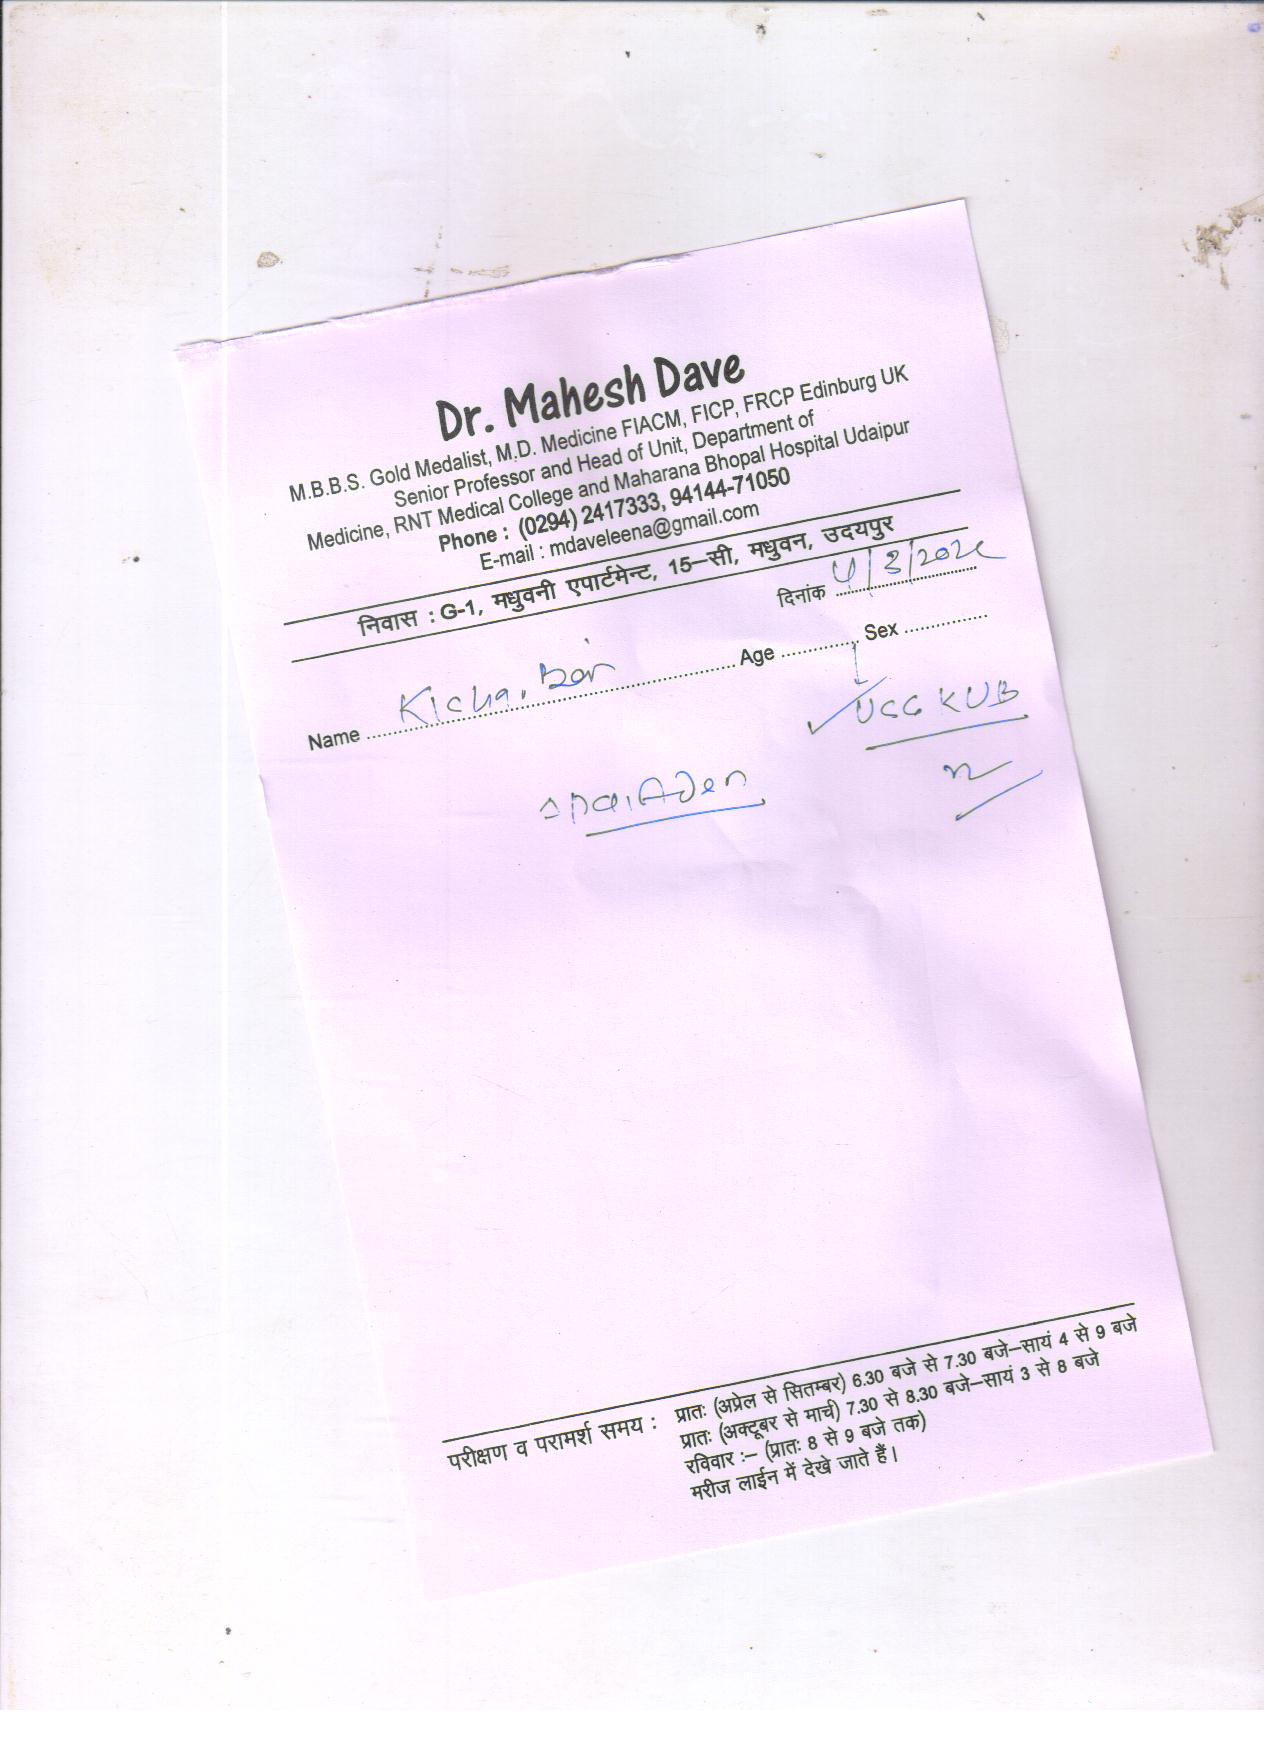 Dr. Mahesh Dave
M.B.B.S. Gold Medalist, M.D. Medicine FIACM, FICP, FRCP Edinburg UK
Senior Professor and Head of Unit, Department of
Medicine, RNT Medical College and Maharana Bhopal Hospital Udaipur
Phone : (0294) 2417333, 94144-71050
E-mail : mdaveleena@gmail.com
निवास : G-1, मधुवनी एपार्टमेन्ट, 15–सी, मधुवन, उदयपुर
दिनांक
Name Age Sex
USG KUB
परीक्षण व परामर्श समय : प्रातः (अप्रेल से सितम्बर) 6.30 बजे से 7.30 बजे–सायं 4 से 9 बजे
प्रातः (अक्टूबर से मार्च) 7.30 से 8.30 बजे–सायं 3 से 8 बजे
रविवार :– (प्रातः 8 से 9 बजे तक)
मरीज लाईन में देखे जाते हैं।